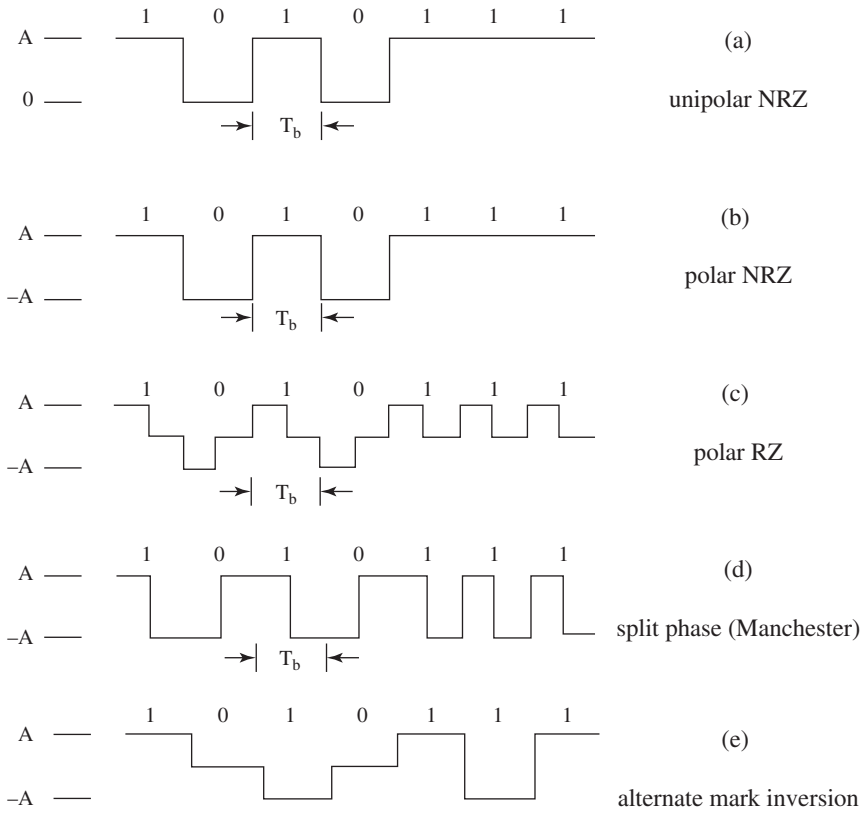 1 0 1 0 1 1 1
A
(a)
0
unipolar NRZ
T_b
1 0 1 0 1 1 1
A
(b)
–A
polar NRZ
T_b
1 0 1 0 1 1 1
A
(c)
–A
polar RZ
T_b
1 0 1 0 1 1 1
A
(d)
–A
split phase (Manchester)
T_b
1 0 1 0 1 1 1
A
(e)
–A
alternate mark inversion